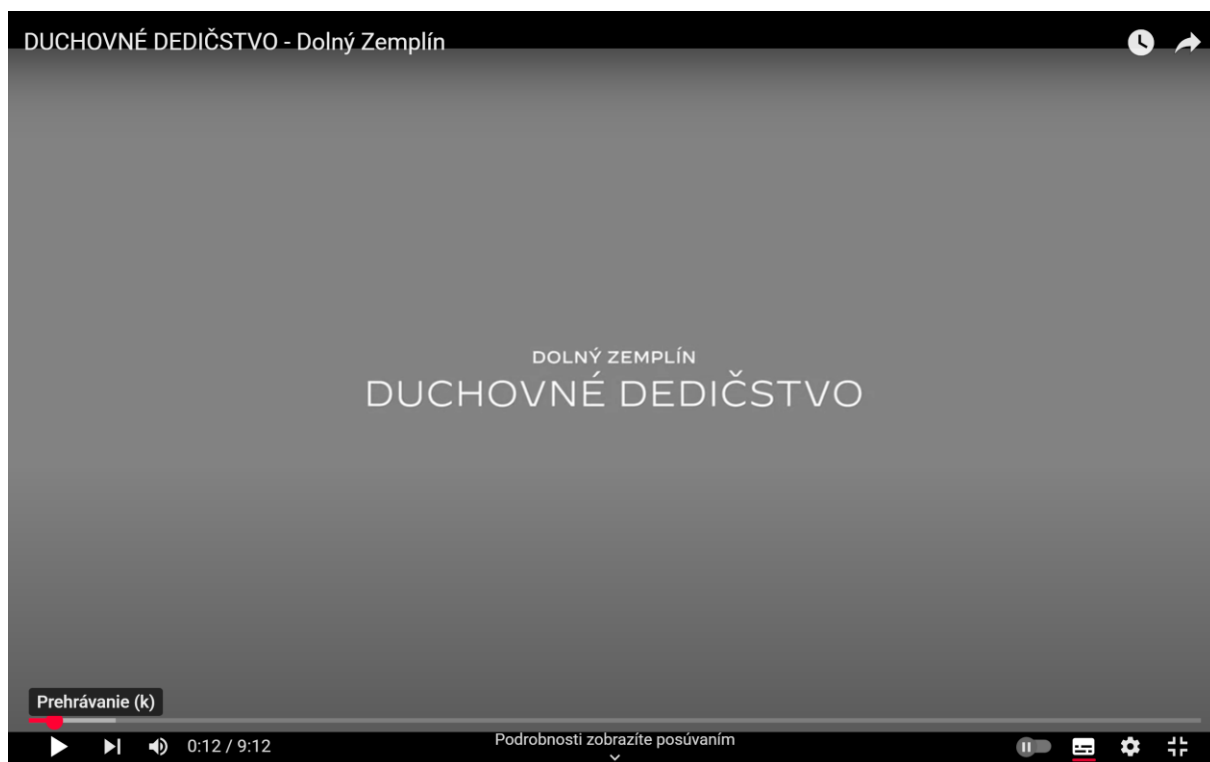 DUCHOVNÉ DEDIČSTVO - Dolný Zemplín
DOLNÝ ZEMPLÍN
DUCHOVNÉ DEDIČSTVO
Prehrávanie (k)
0:12 / 9:12
Podrobnosti zobrazíte posúvaním